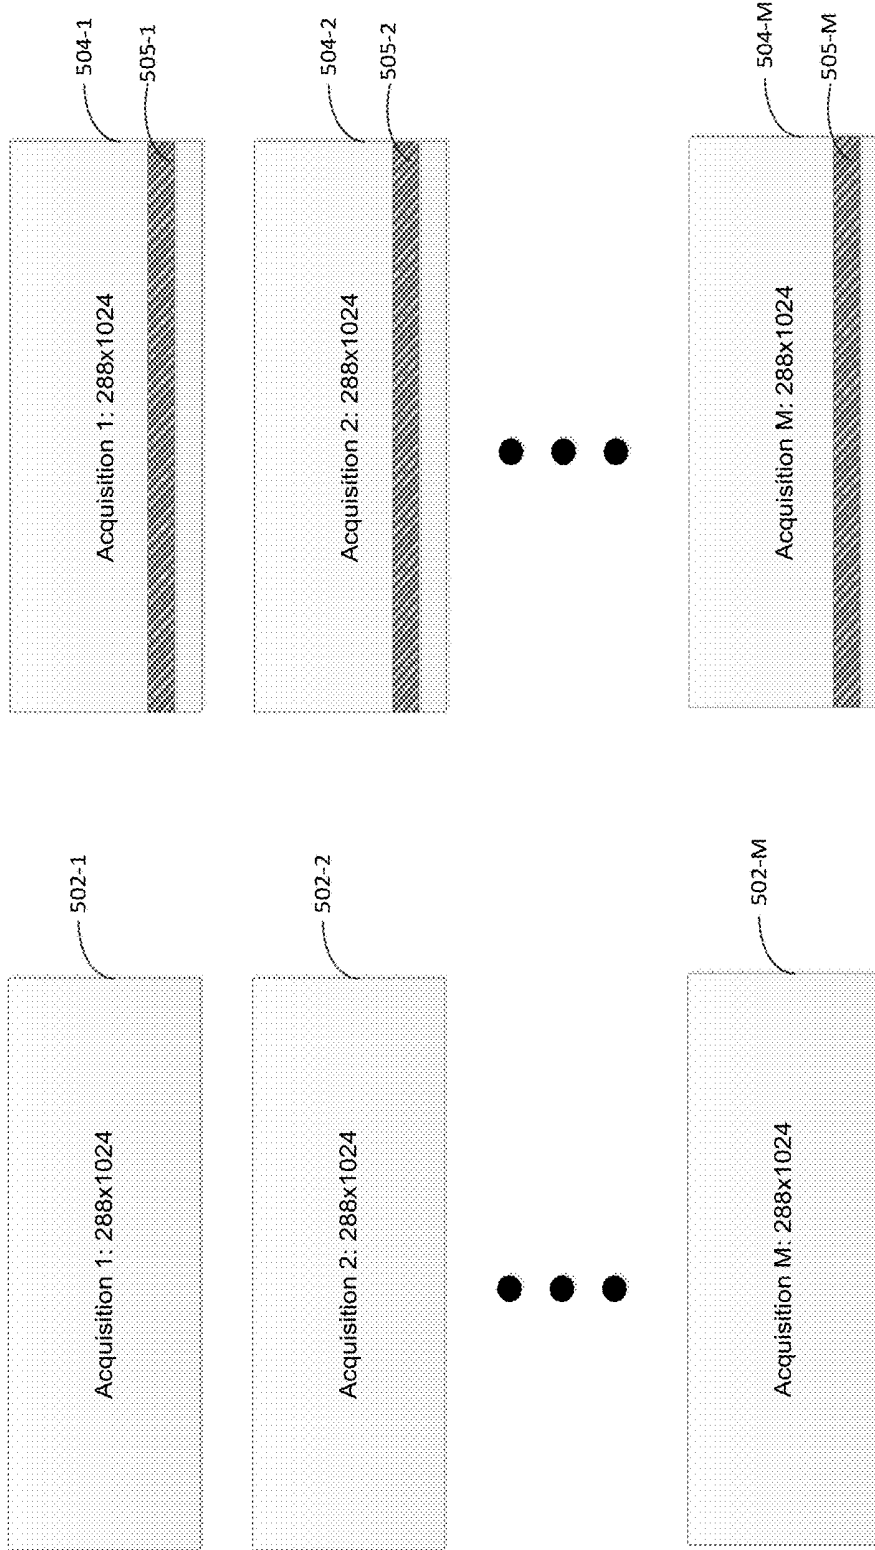 502-1
Acquisition 1: 288x1024
502-2
Acquisition 2: 288x1024
502-M
Acquisition M: 288x1024
504-1
505-1
Acquisition 1: 288x1024
504-2
505-2
Acquisition 2: 288x1024
504-M
505-M
Acquisition M: 288x1024